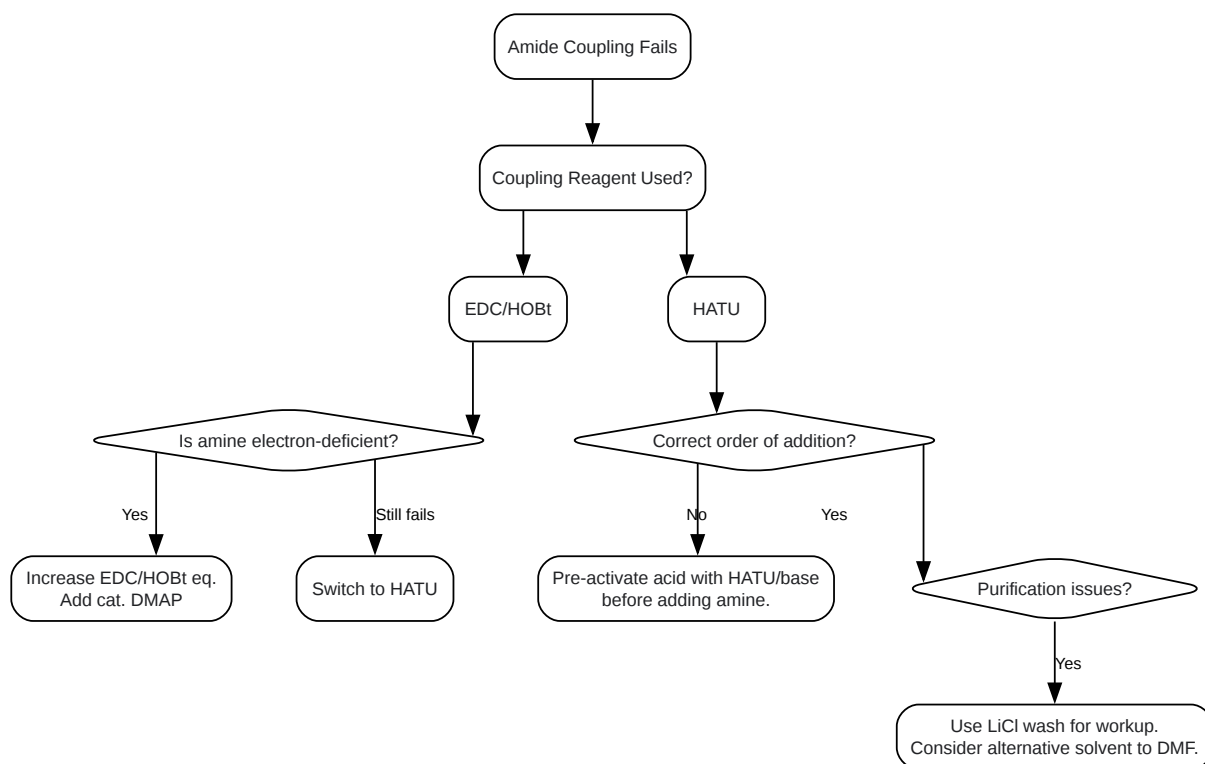 Amide Coupling Fails
Coupling Reagent Used?
EDC/HOBt
HATU
Is amine electron-deficient?
Correct order of addition?
Yes
Still fails
No
Yes
Increase EDC/HOBt eq.
Add cat. DMAP
Switch to HATU
Pre-activate acid with HATU/base
before adding amine.
Purification issues?
Yes
Use LiCl wash for workup.
Consider alternative solvent to DMF.